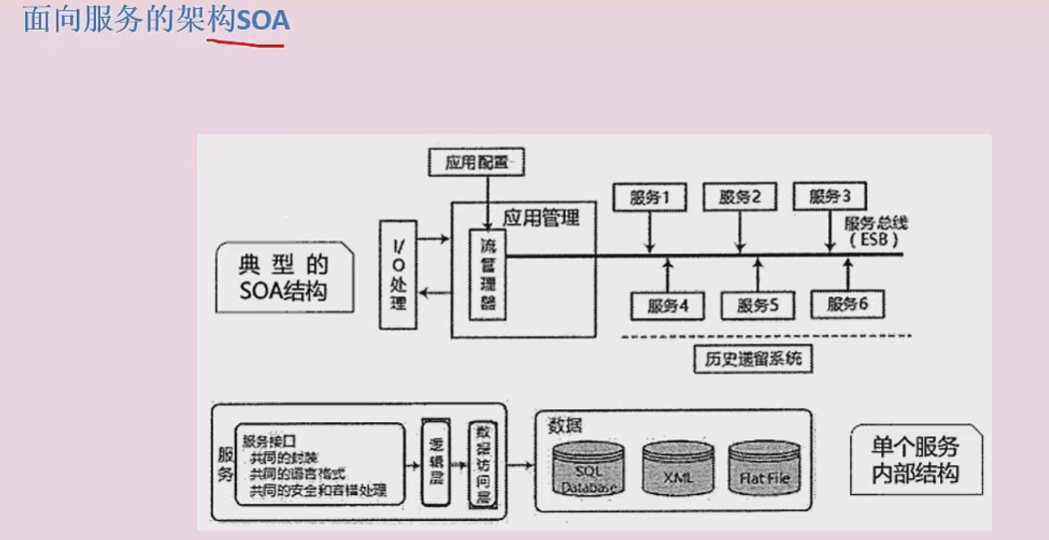 面向服务的架构SOA
应用配置
应用管理
流管理器
I/O处理
典型的
SOA结构
服务1
服务2
服务3
服务总线
（ESB）
服务4
服务5
服务6
历史遗留系统
服务
服务接口
共同的封装
共同的语言格式
共同的安全和容错处理
逻辑层
数据访问层
数据
SQL
Database
XML
Flat File
单个服务
内部结构